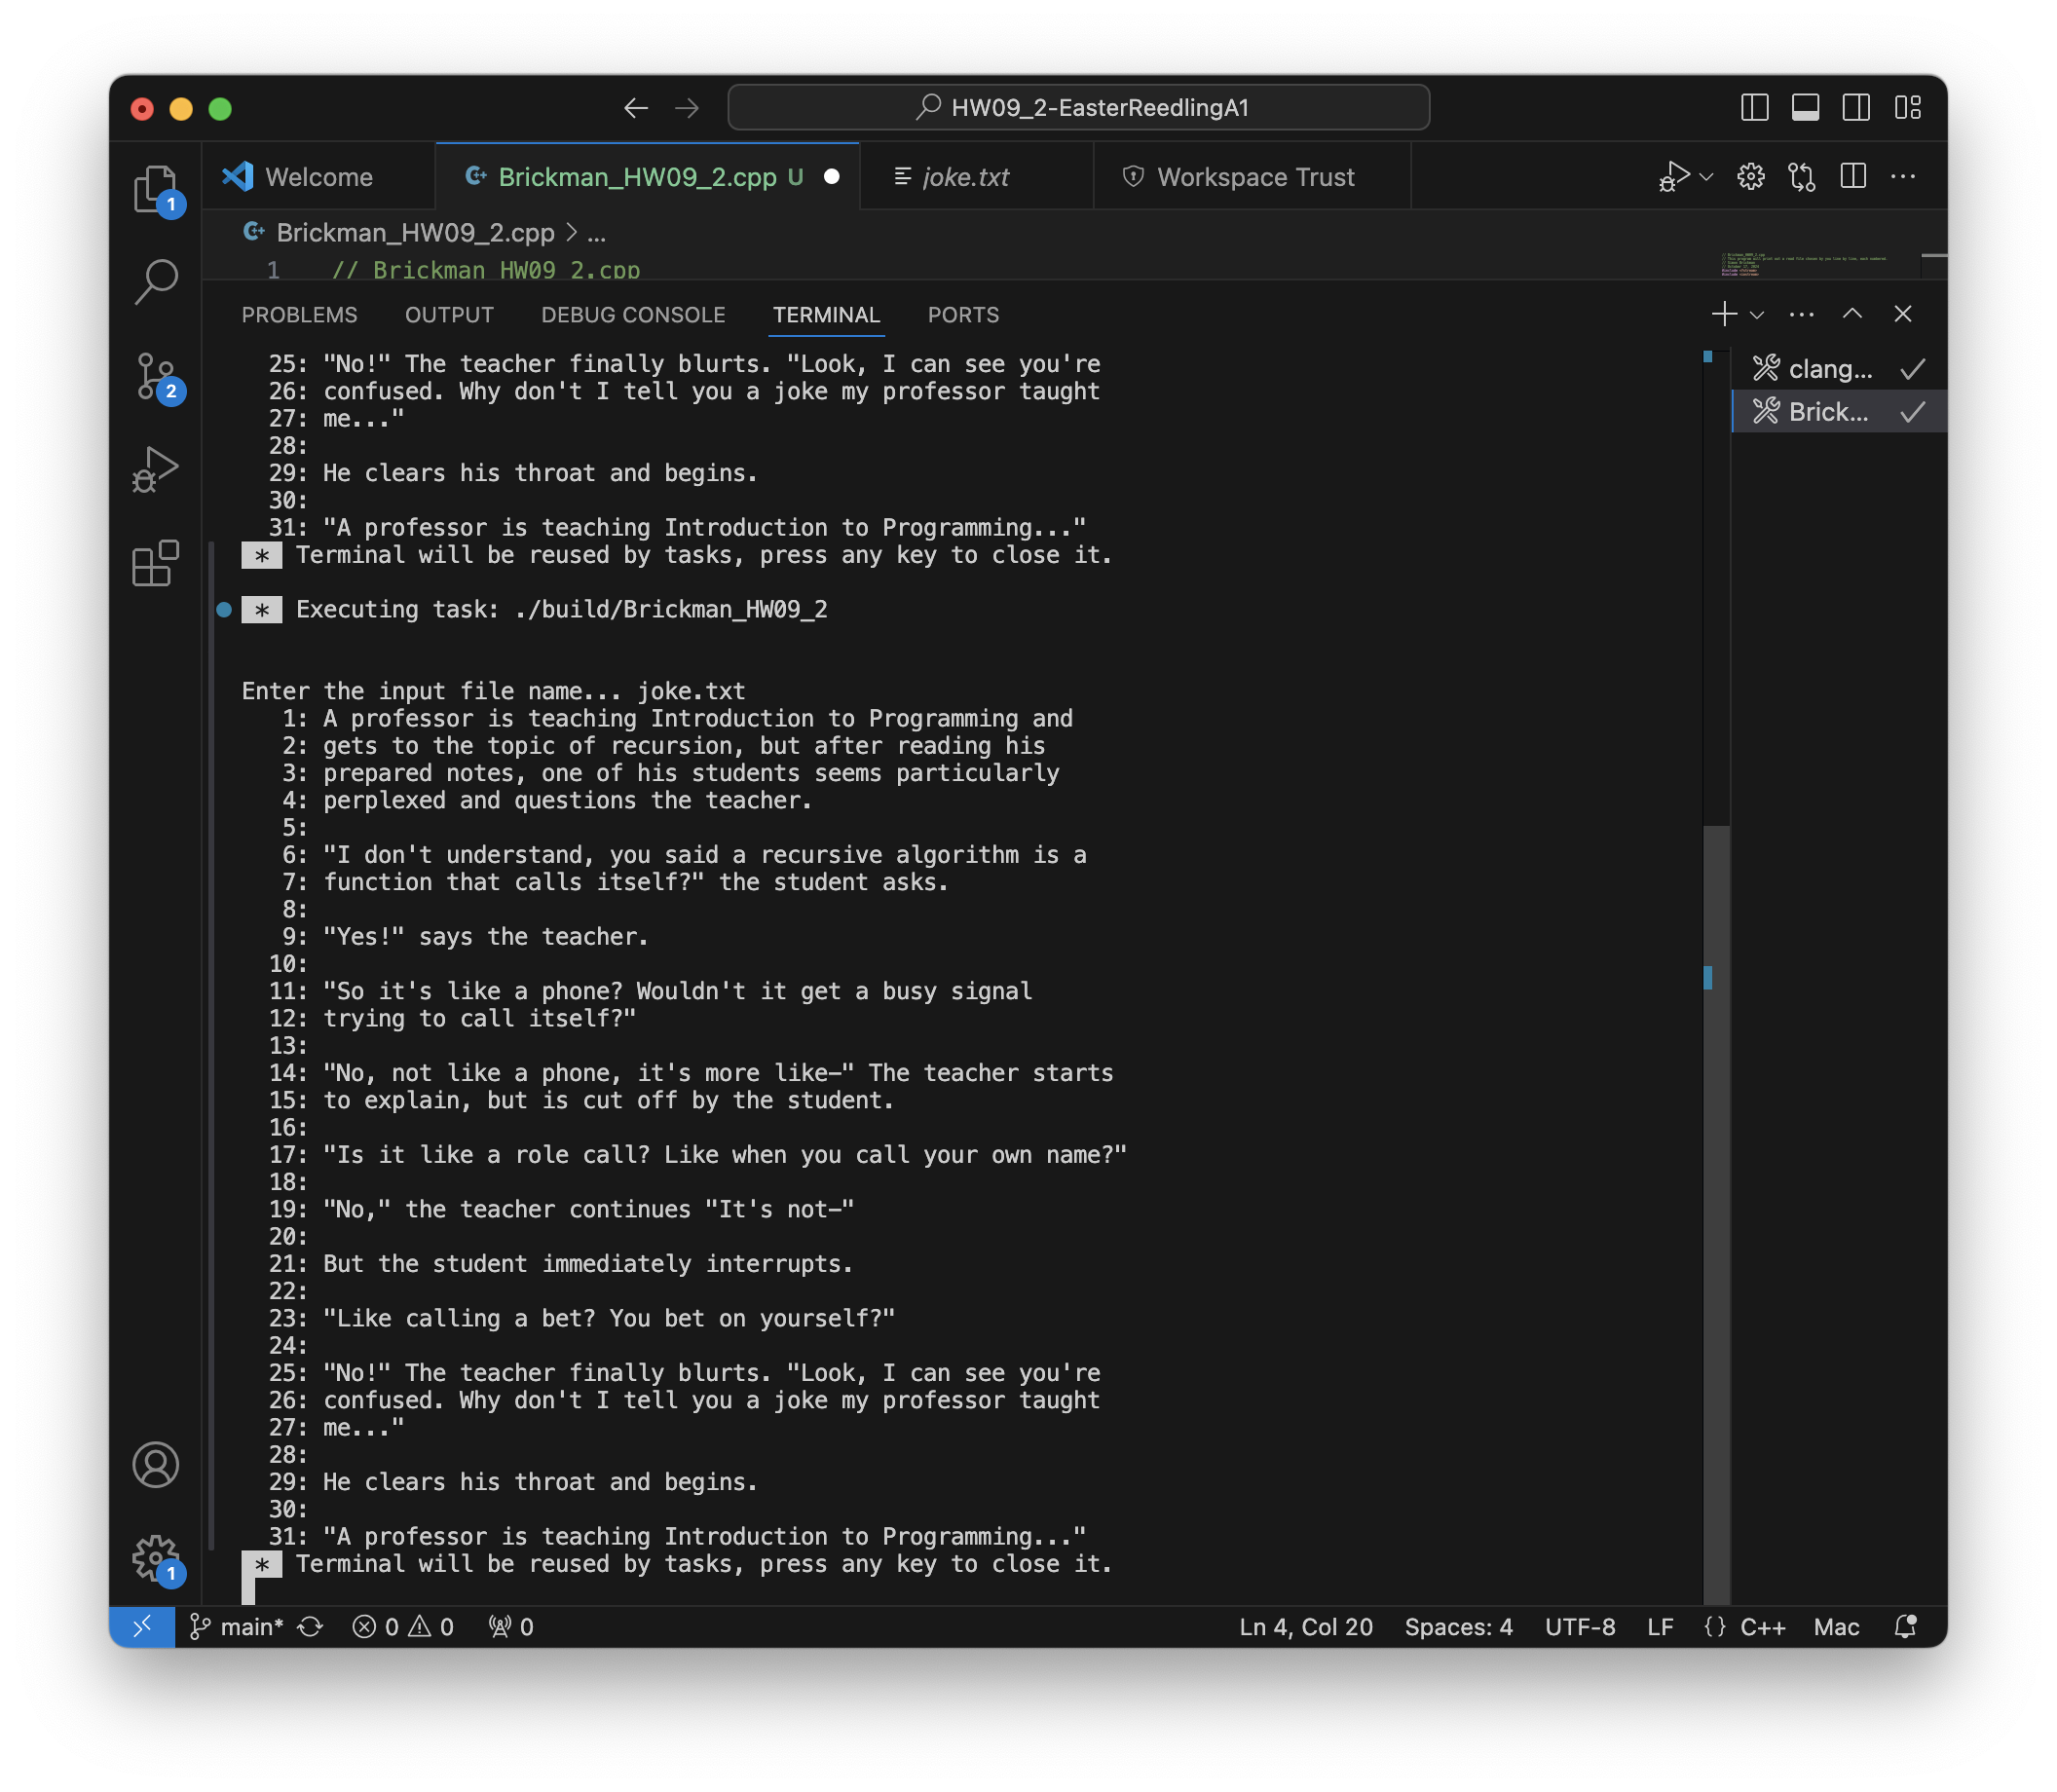 HW09_2-EasterReedlingA1
Welcome
Brickman_HW09_2.cpp U
joke.txt
Workspace Trust
1
Brickman_HW09_2.cpp > ...
1 // Brickman_HW09_2.cpp
PROBLEMS OUTPUT DEBUG CONSOLE TERMINAL PORTS
25: "No!" The teacher finally blurts. "Look, I can see you're
26: confused. Why don't I tell you a joke my professor taught
27: me..."
28:
29: He clears his throat and begins.
30:
31: "A professor is teaching Introduction to Programming..."
* Terminal will be reused by tasks, press any key to close it.
clang...
Brick...
2
* Executing task: ./build/Brickman_HW09_2
Enter the input file name... joke.txt
1: A professor is teaching Introduction to Programming and
2: gets to the topic of recursion, but after reading his
3: prepared notes, one of his students seems particularly
4: perplexed and questions the teacher.
5:
6: "I don't understand, you said a recursive algorithm is a
7: function that calls itself?" the student asks.
8:
9: "Yes!" says the teacher.
10:
11: "So it's like a phone? Wouldn't it get a busy signal
12: trying to call itself?"
13:
14: "No, not like a phone, it's more like—" The teacher starts
15: to explain, but is cut off by the student.
16:
17: "Is it like a role call? Like when you call your own name?"
18:
19: "No," the teacher continues "It's not—"
20:
21: But the student immediately interrupts.
22:
23: "Like calling a bet? You bet on yourself?"
24:
25: "No!" The teacher finally blurts. "Look, I can see you're
26: confused. Why don't I tell you a joke my professor taught
27: me..."
28:
29: He clears his throat and begins.
30:
31: "A professor is teaching Introduction to Programming..."
* Terminal will be reused by tasks, press any key to close it.
1
main* 0 0 0 Ln 4, Col 20 Spaces: 4 UTF-8 LF {} C++ Mac